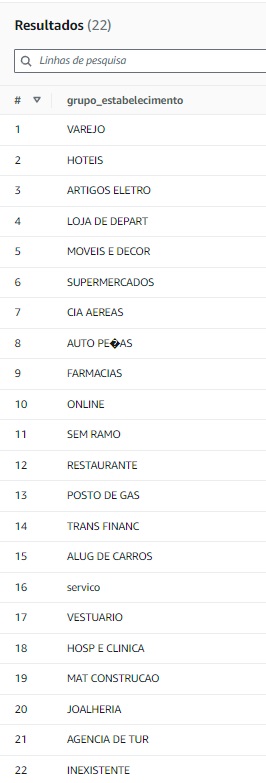 Resultados (22)
Linhas de pesquisa
# grupo_estabelecimento
1 VAREJO
2 HOTEIS
3 ARTIGOS ELETRO
4 LOJA DE DEPART
5 MOVEIS E DECOR
6 SUPERMERCADOS
7 CIA AEREAS
8 AUTO PE�AS
9 FARMACIAS
10 ONLINE
11 SEM RAMO
12 RESTAURANTE
13 POSTO DE GAS
14 TRANS FINANC
15 ALUG DE CARROS
16 servico
17 VESTUARIO
18 HOSP E CLINICA
19 MAT CONSTRUCAO
20 JOALHERIA
21 AGENCIA DE TUR
22 INEXISTENTE